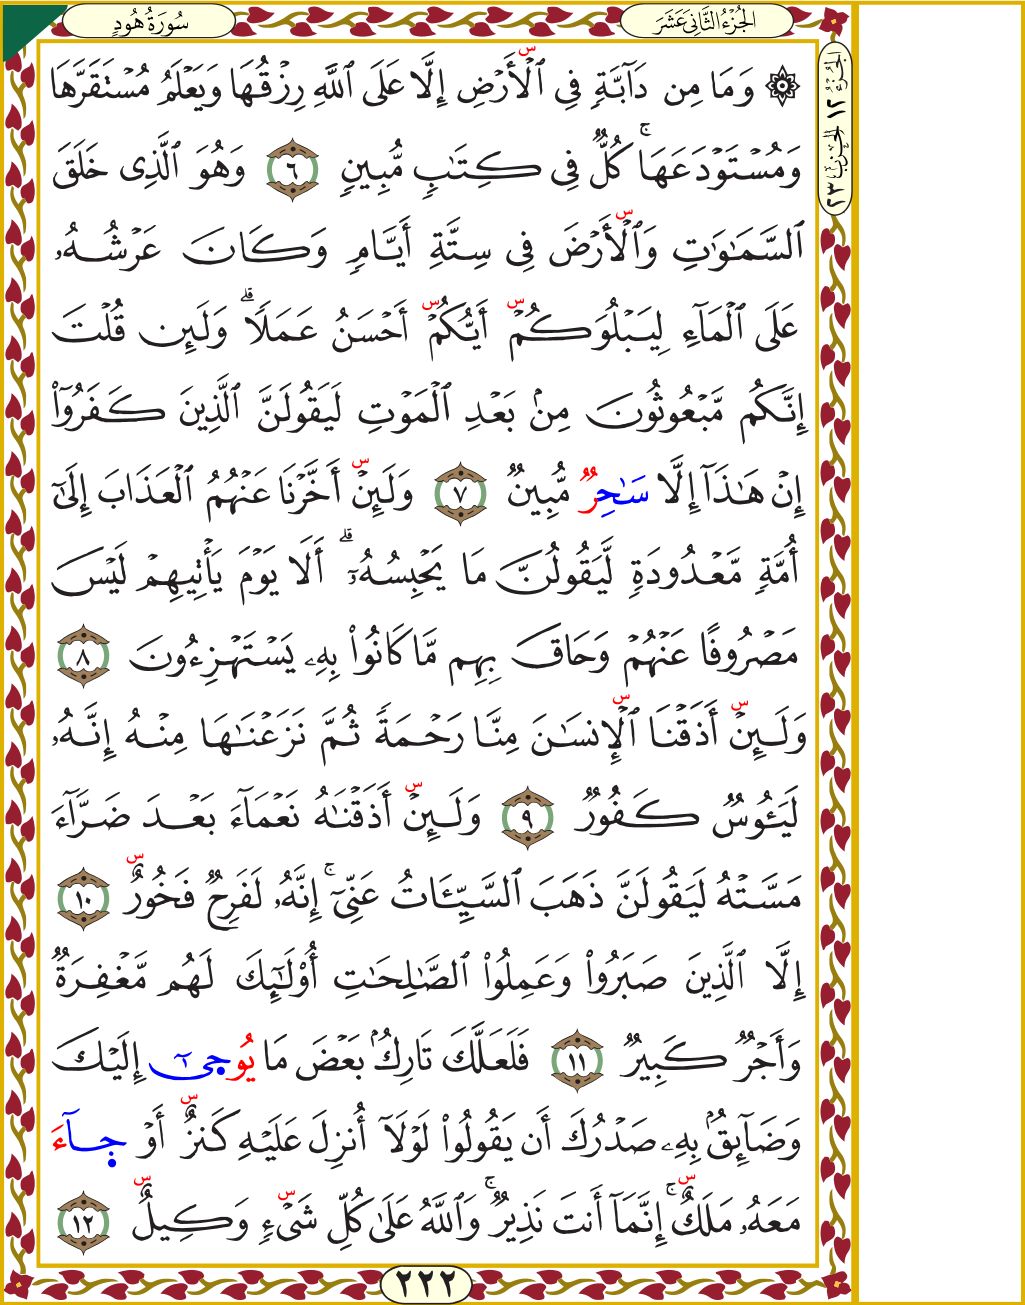 سُورَةُ هُودٍ
الجُزْءُ الثَّانِيَ عَشَرَ
الجُزْءُ ١٢ الحِزْبُ ٢٣
۞ وَمَا مِن دَآبَّةٖ فِي ٱلۡأَرۡضِ إِلَّا عَلَى ٱللَّهِ رِزۡقُهَا وَيَعۡلَمُ مُسۡتَقَرَّهَا
وَمُسۡتَوۡدَعَهَاۚ كُلّٞ فِي كِتَٰبٖ مُّبِينٖ ٦ وَهُوَ ٱلَّذِي خَلَقَ
ٱلسَّمَٰوَٰتِ وَٱلۡأَرۡضَ فِي سِتَّةِ أَيَّامٖ وَكَانَ عَرۡشُهُۥ
عَلَى ٱلۡمَآءِ لِيَبۡلُوَكُمۡ أَيُّكُمۡ أَحۡسَنُ عَمَلٗاۗ وَلَئِن قُلۡتَ
إِنَّكُم مَّبۡعُوثُونَ مِنۢ بَعۡدِ ٱلۡمَوۡتِ لَيَقُولَنَّ ٱلَّذِينَ كَفَرُوٓاْ
إِنۡ هَٰذَآ إِلَّا سَٰحِرٞ مُّبِينٞ ٧ وَلَئِنۡ أَخَّرۡنَا عَنۡهُمُ ٱلۡعَذَابَ إِلَىٰٓ
أُمَّةٖ مَّعۡدُودَةٖ لَّيَقُولُنَّ مَا يَحۡبِسُهُۥٓۗ أَلَا يَوۡمَ يَأۡتِيهِمۡ لَيۡسَ
مَصۡرُوفًا عَنۡهُمۡ وَحَاقَ بِهِم مَّا كَانُواْ بِهِۦ يَسۡتَهۡزِءُونَ ٨
وَلَئِنۡ أَذَقۡنَا ٱلۡإِنسَٰنَ مِنَّا رَحۡمَةٗ ثُمَّ نَزَعۡنَٰهَا مِنۡهُ إِنَّهُۥ
لَيَـُٔوسٞ كَفُورٞ ٩ وَلَئِنۡ أَذَقۡنَٰهُ نَعۡمَآءَ بَعۡدَ ضَرَّآءَ
مَسَّتۡهُ لَيَقُولَنَّ ذَهَبَ ٱلسَّيِّـَٔاتُ عَنِّيٓۚ إِنَّهُۥ لَفَرِحٞ فَخُورٌ ١٠
إِلَّا ٱلَّذِينَ صَبَرُواْ وَعَمِلُواْ ٱلصَّٰلِحَٰتِ أُوْلَٰٓئِكَ لَهُم مَّغۡفِرَةٞ
وَأَجۡرٞ كَبِيرٞ ١١ فَلَعَلَّكَ تَارِكُۢ بَعۡضَ مَا يُوحَىٰٓ إِلَيۡكَ
وَضَآئِقُۢ بِهِۦ صَدۡرُكَ أَن يَقُولُواْ لَوۡلَآ أُنزِلَ عَلَيۡهِ كَنزٌ أَوۡ جَآءَ
مَعَهُۥ مَلَكٌۚ إِنَّمَآ أَنتَ نَذِيرٞۚ وَٱللَّهُ عَلَىٰ كُلِّ شَيۡءٖ وَكِيلٌ ١٢
٢٢٢